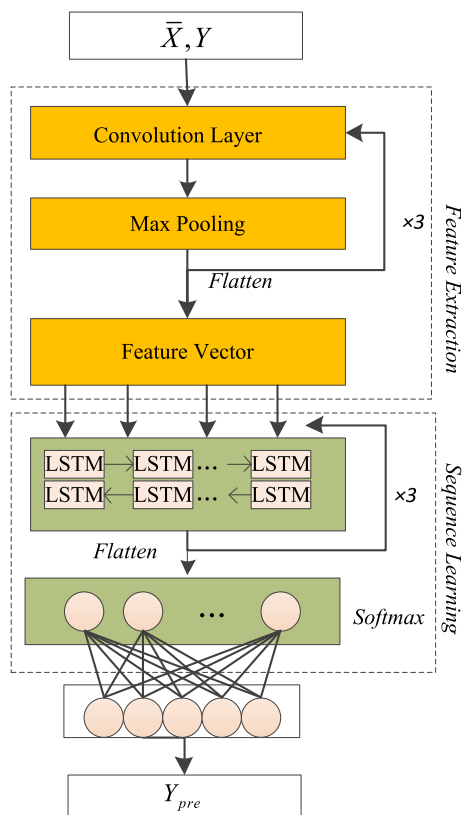 X̄, Y
Convolution Layer
×3
Max Pooling
Flatten
Feature Vector
Feature Extraction
LSTM LSTM ... LSTM
LSTM LSTM ... LSTM
×3
Flatten
...
Softmax
Sequence Learning
Y_pre